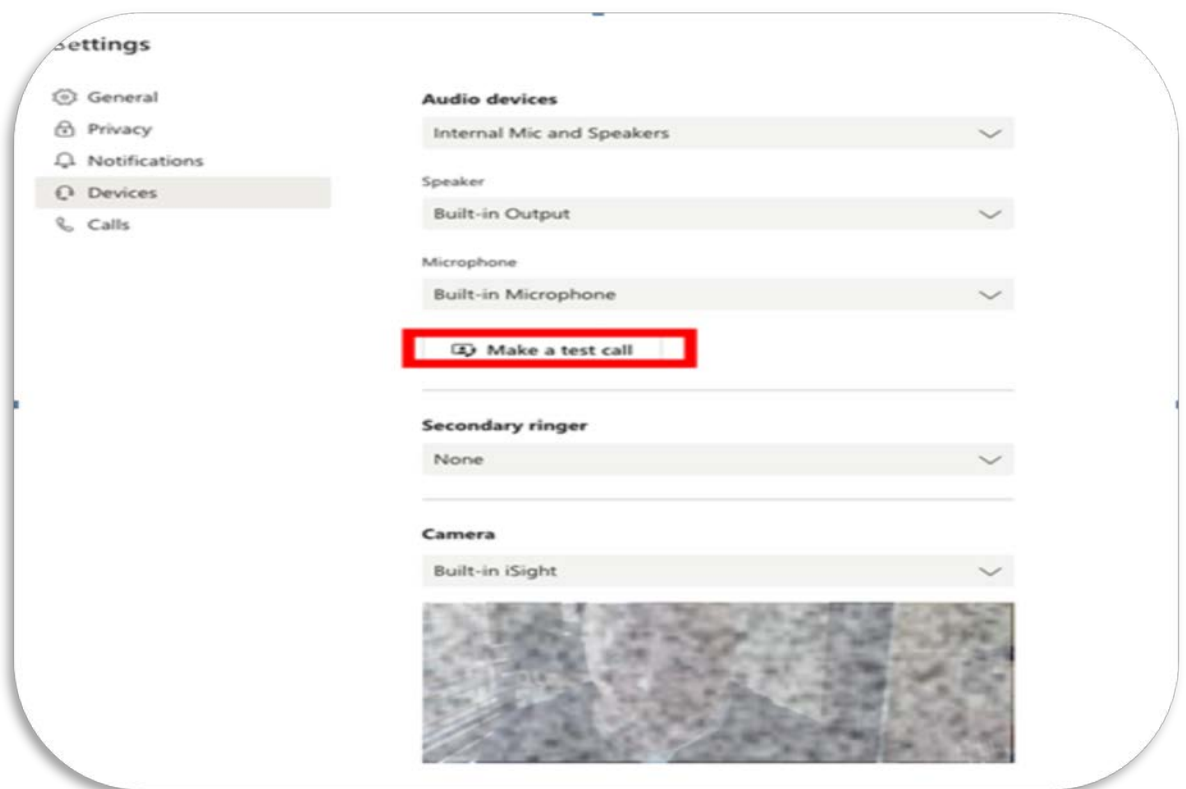 Settings
General
Privacy
Notifications
Devices
Calls
Audio devices
Internal Mic and Speakers
Speaker
Built-in Output
Microphone
Built-in Microphone
Make a test call
Secondary ringer
None
Camera
Built-in iSight